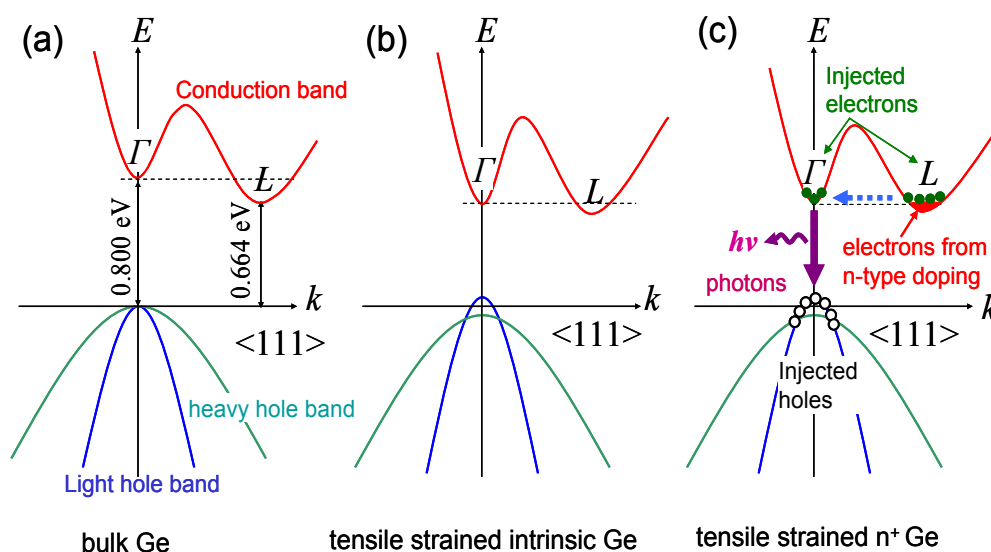 (a)
E
Conduction band
Γ
L
0.800 eV
0.664 eV
k
<111>
heavy hole band
Light hole band
bulk Ge
(b)
E
Γ
L
k
<111>
tensile strained intrinsic Ge
(c)
E
Injected
electrons
Γ
L
hν
photons
electrons from
n-type doping
k
<111>
Injected
holes
tensile strained n⁺ Ge